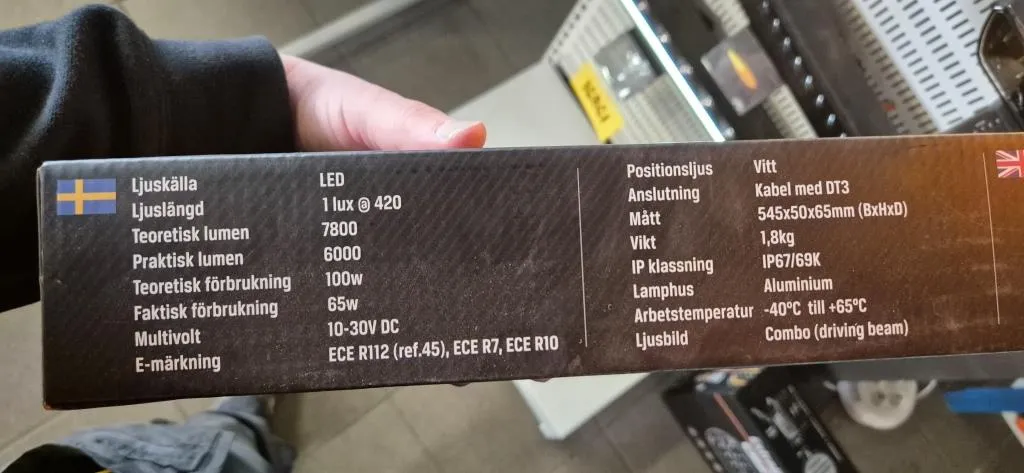 Ljuskälla LED
Ljuslängd 1 lux @ 420
Teoretisk lumen 7800
Praktisk lumen 6000
Teoretisk förbrukning 100w
Faktisk förbrukning 65w
Multivolt 10-30V DC
E-märkning ECE R112 (ref.45), ECE R7, ECE R10
Positionsljus Vitt
Anslutning Kabel med DT3
Mått 545x50x65mm (BxHxD)
Vikt 1,8kg
IP klassning IP67/69K
Lamphus Aluminium
Arbetstemperatur -40°C till +65°C
Ljusbild Combo (driving beam)